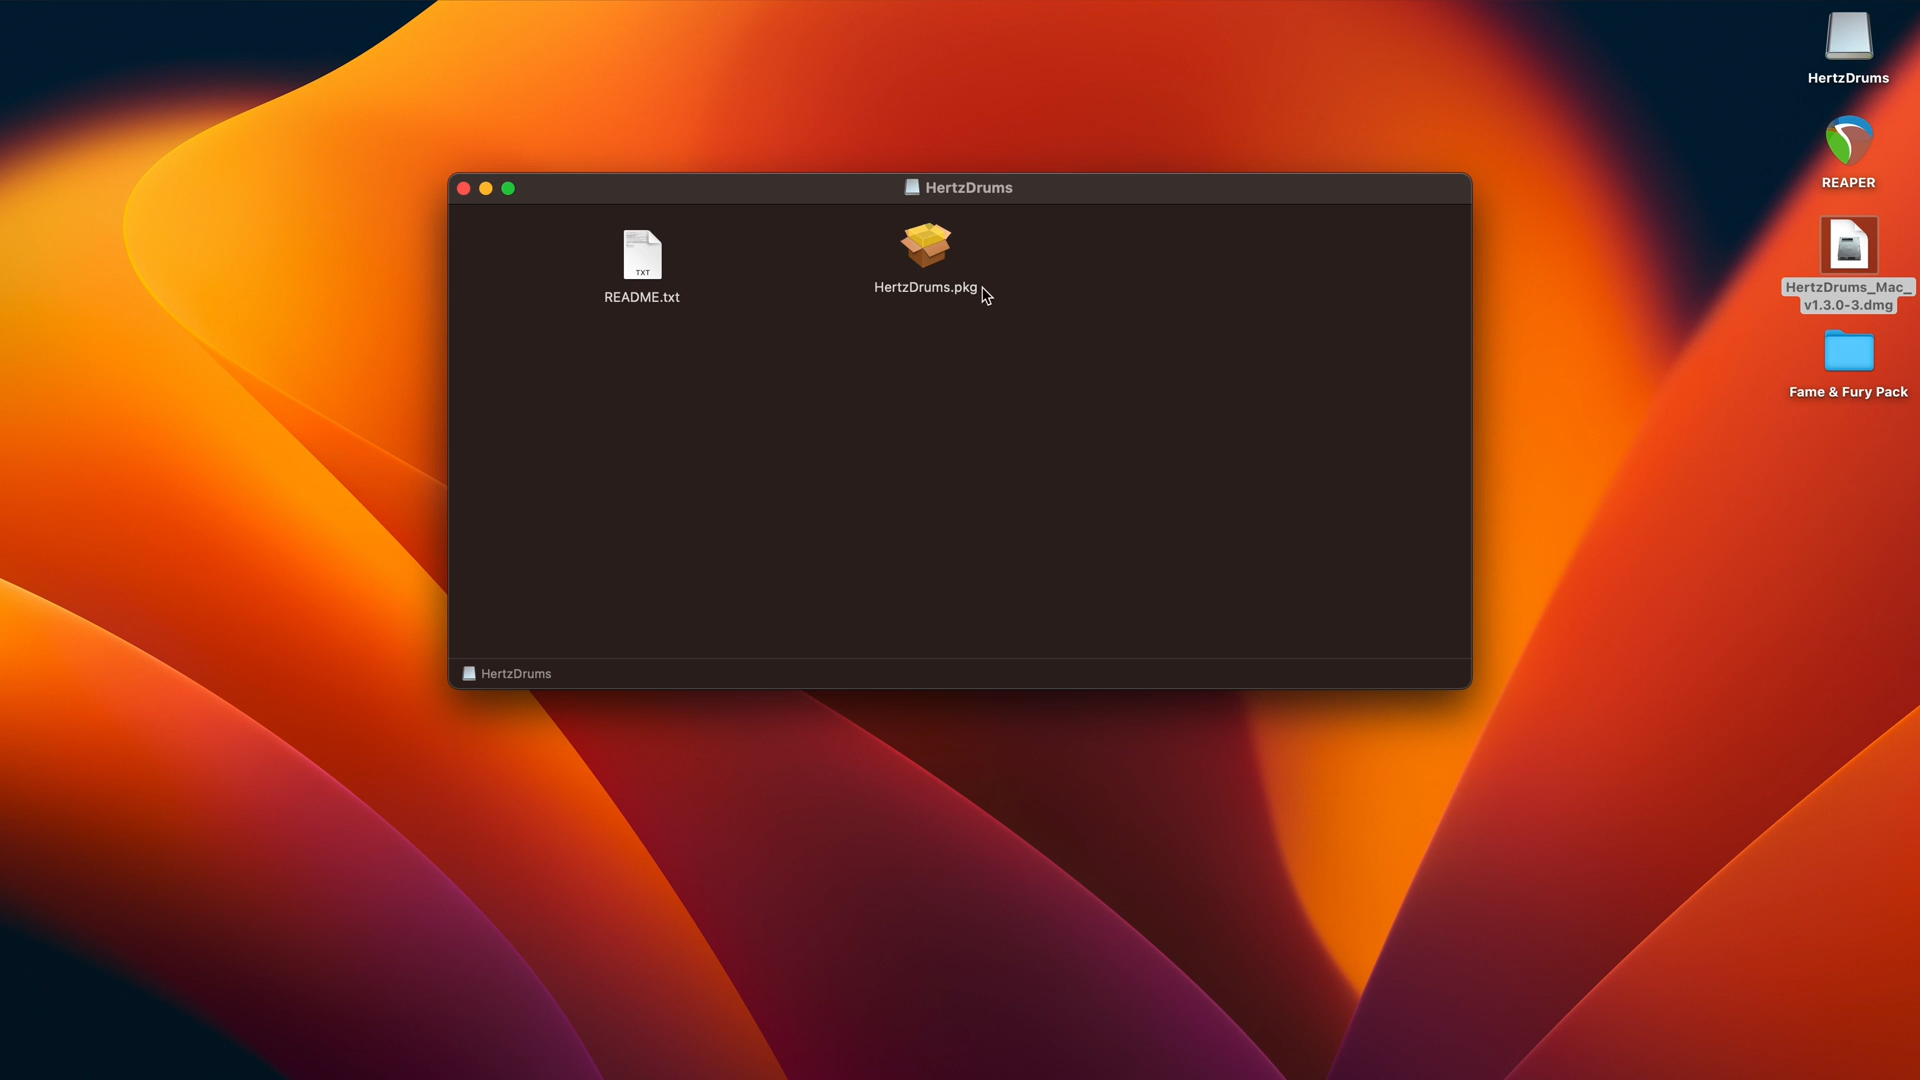 HertzDrums
TXT
README.txt
HertzDrums.pkg
HertzDrums
HertzDrums
REAPER
HertzDrums_Mac_
v1.3.0-3.dmg
Fame & Fury Pack